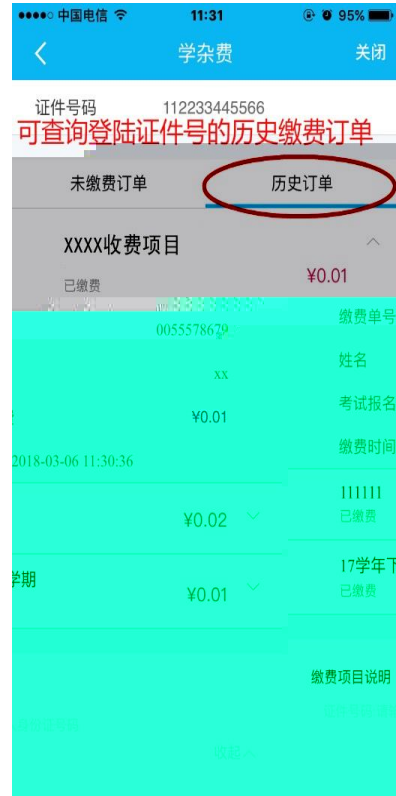 中国电信 11:31 95%
学杂费 关闭
证件号码 112233445566
可查询登陆证件号的历史缴费订单
未缴费订单 历史订单
XXXX收费项目
已缴费 ¥0.01
缴费单号
0055578679
姓名
xx
考试报名
¥0.01
缴费时间
2018-03-06 11:30:36
111111
¥0.02
已缴费
17学年下
学期
¥0.01
已缴费
缴费项目说明
收起